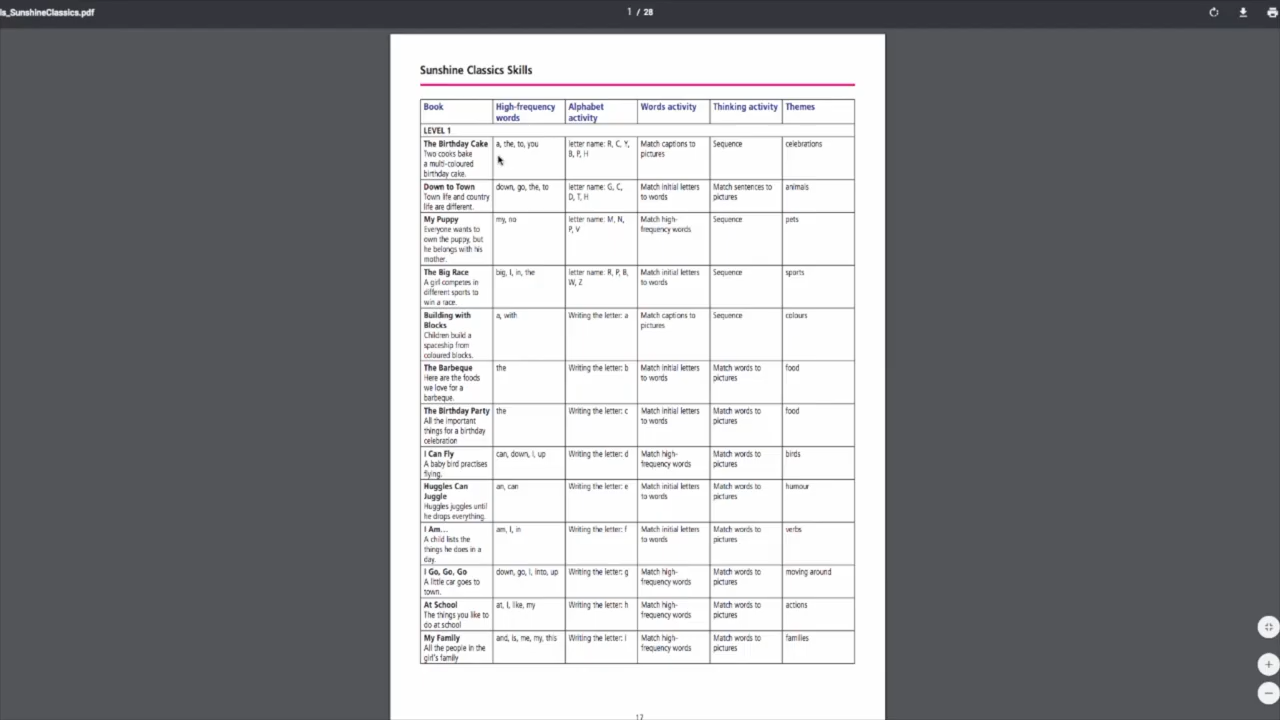 ls_SunshineClassics.pdf
1 / 28
Sunshine Classics Skills
Book High-frequency words Alphabet activity Words activity Thinking activity Themes
LEVEL 1
The Birthday Cake
Two cooks bake
a multi-coloured
birthday cake.
a, the, to, you
letter name: R, C, Y,
B, P, H
Match captions to
pictures
Sequence
celebrations
Down to Town
Town life and country
life are different.
down, go, the, to
letter name: G, C,
D, T, H
Match initial letters
to words
Match sentences to
pictures
animals
My Puppy
Everyone wants to
own the puppy, but
he belongs with his
mother.
my, no
letter name: M, N,
P, V
Match high-
frequency words
Sequence
pets
The Big Race
A girl competes in
different sports to
win a race.
big, I, in, the
letter name: R, P, B,
W, Z
Match initial letters
to words
Sequence
sports
Building with
Blocks
Children build a
spaceship from
coloured blocks.
a, with
Writing the letter: a
Match captions to
pictures
Sequence
colours
The Barbeque
Here are the foods
we love for a
barbeque.
the
Writing the letter: b
Match initial letters
to words
Match words to
pictures
food
The Birthday Party
All the important
things for a birthday
celebration
the
Writing the letter: c
Match initial letters
to words
Match words to
pictures
food
I Can Fly
A baby bird practises
flying.
can, down, I, up
Writing the letter: d
Match high-
frequency words
Match words to
pictures
birds
Huggles Can
Juggle
Huggles juggles until
he drops everything.
an, can
Writing the letter: e
Match initial letters
to words
Match words to
pictures
humour
I Am...
A child lists the
things he does in a
day.
am, I, in
Writing the letter: f
Match initial letters
to words
Match words to
pictures
verbs
I Go, Go, Go
A little car goes to
town.
down, go, I, into, up
Writing the letter: g
Match high-
frequency words
Match words to
pictures
moving around
At School
The things you like to
do at school
at, I, like, my
Writing the letter: h
Match high-
frequency words
Match words to
pictures
actions
My Family
All the people in the
girl's family
and, is, me, my, this
Writing the letter: i
Match high-
frequency words
Match words to
pictures
families
17